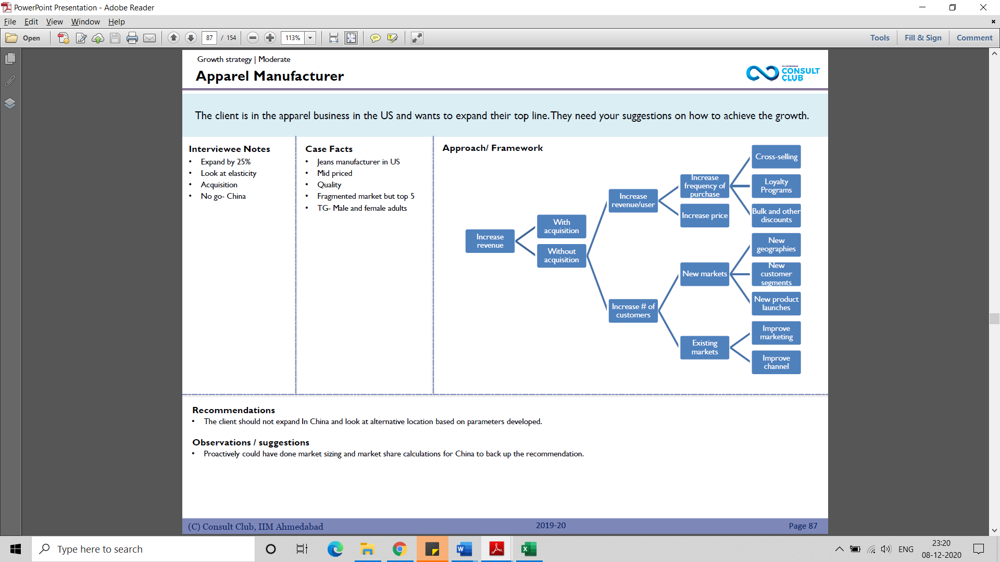 PowerPoint Presentation - Adobe Reader
File Edit View Window Help
Open 87 / 154 113% Tools Fill & Sign Comment
Growth strategy | Moderate
Apparel Manufacturer
IIM AHMEDABAD
CONSULT
CLUB
The client is in the apparel business in the US and wants to expand their top line. They need your suggestions on how to achieve the growth.
Interviewee Notes
• Expand by 25%
• Look at elasticity
• Acquisition
• No go- China
Case Facts
• Jeans manufacturer in US
• Mid priced
• Quality
• Fragmented market but top 5
• TG- Male and female adults
Approach/ Framework
Increase
revenue
With
acquisition
Without
acquisition
Increase
revenue/user
Increase # of
customers
Increase
frequency of
purchase
Increase price
New markets
Existing
markets
Cross-selling
Loyalty
Programs
Bulk and other
discounts
New
geographies
New
customer
segments
New product
launches
Improve
marketing
Improve
channel
Recommendations
• The client should not expand In China and look at alternative location based on parameters developed.
Observations / suggestions
• Proactively could have done market sizing and market share calculations for China to back up the recommendation.
(C) Consult Club, IIM Ahmedabad 2019-20 Page 87
Type here to search
ENG
23:20
08-12-2020